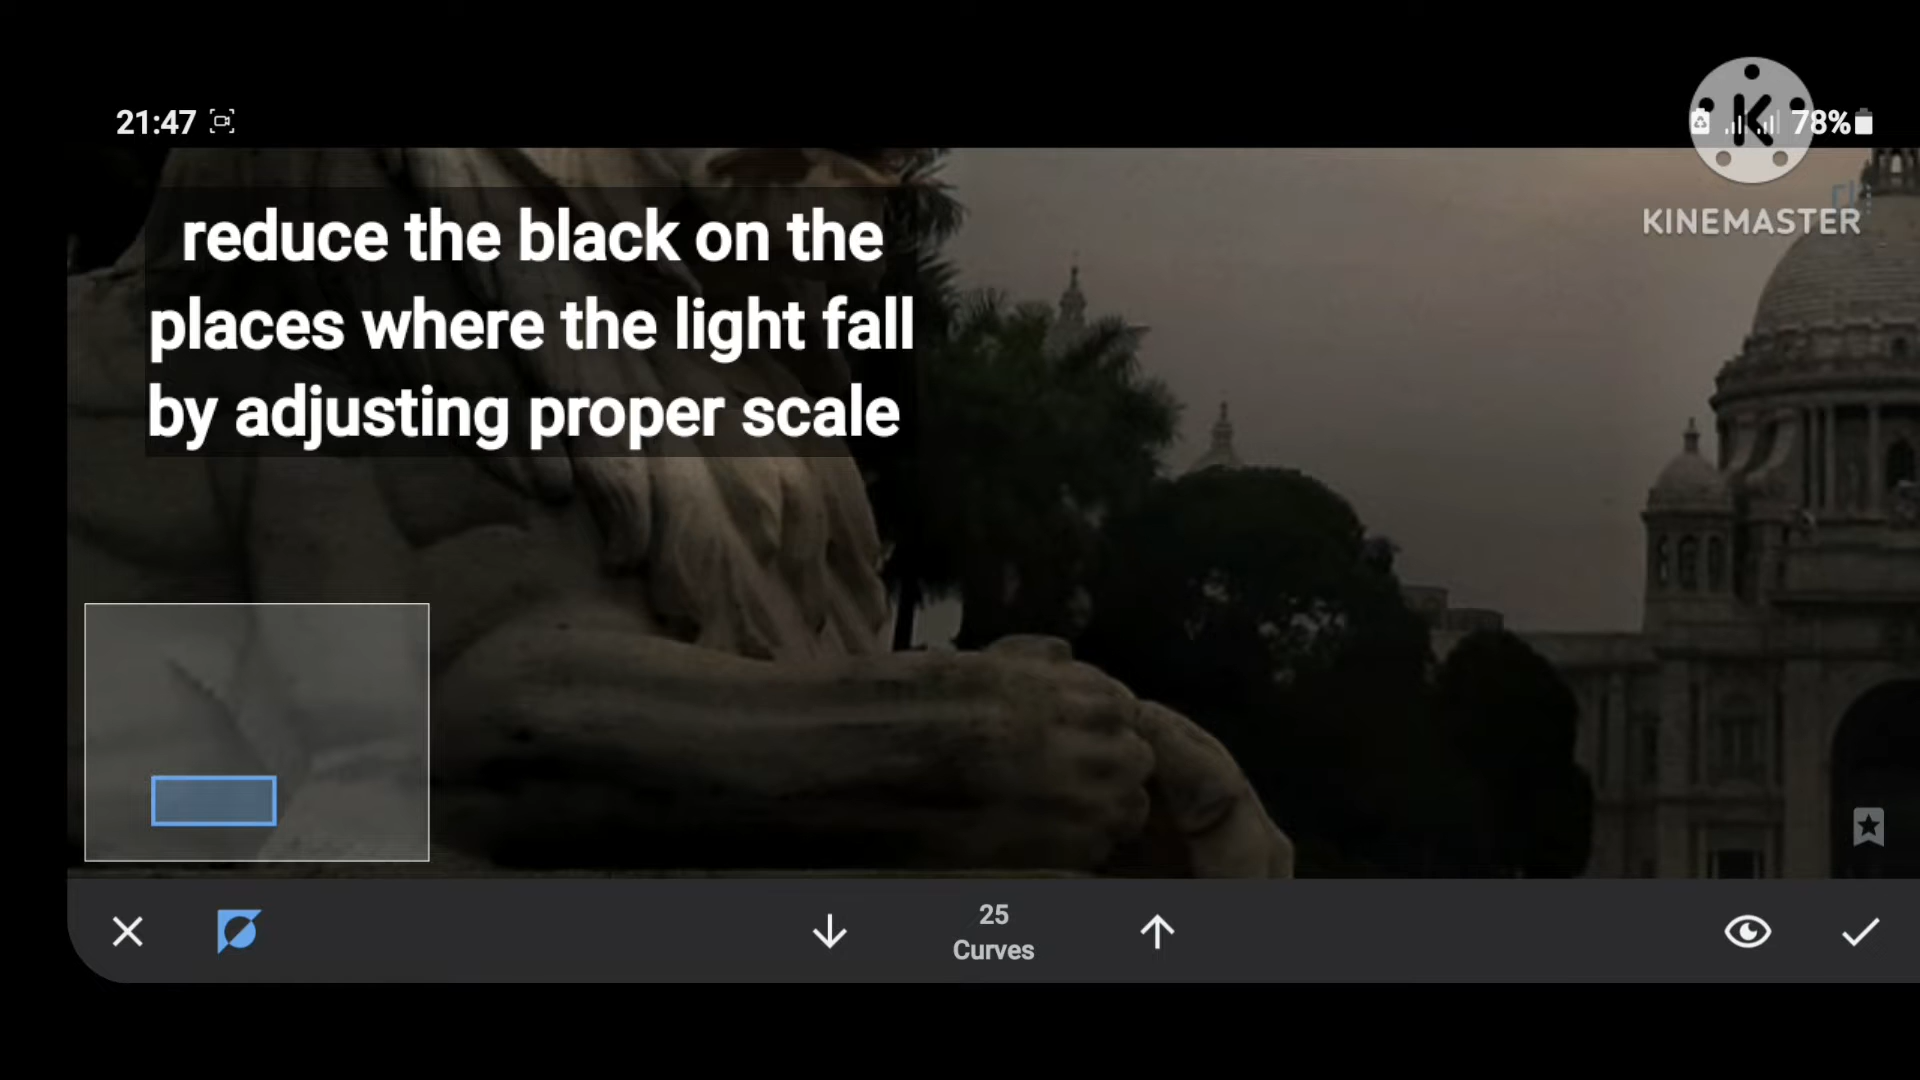 21:47
78%
K
KINEMASTER
reduce the black on the
places where the light fall
by adjusting proper scale
25
Curves